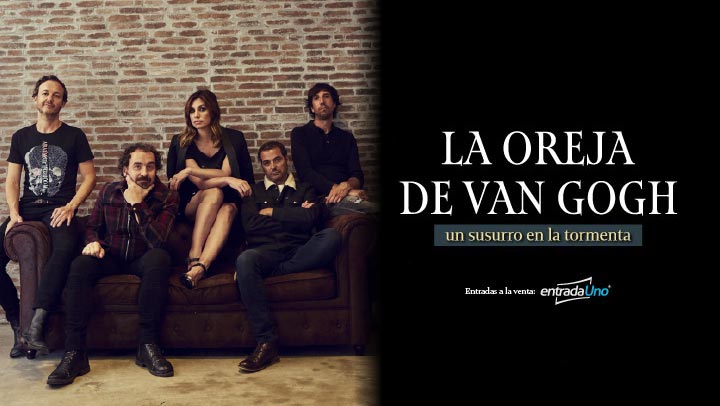 LA OREJA
DE VAN GOGH
un susurro en la tormenta
Entradas a la venta: entradaUno